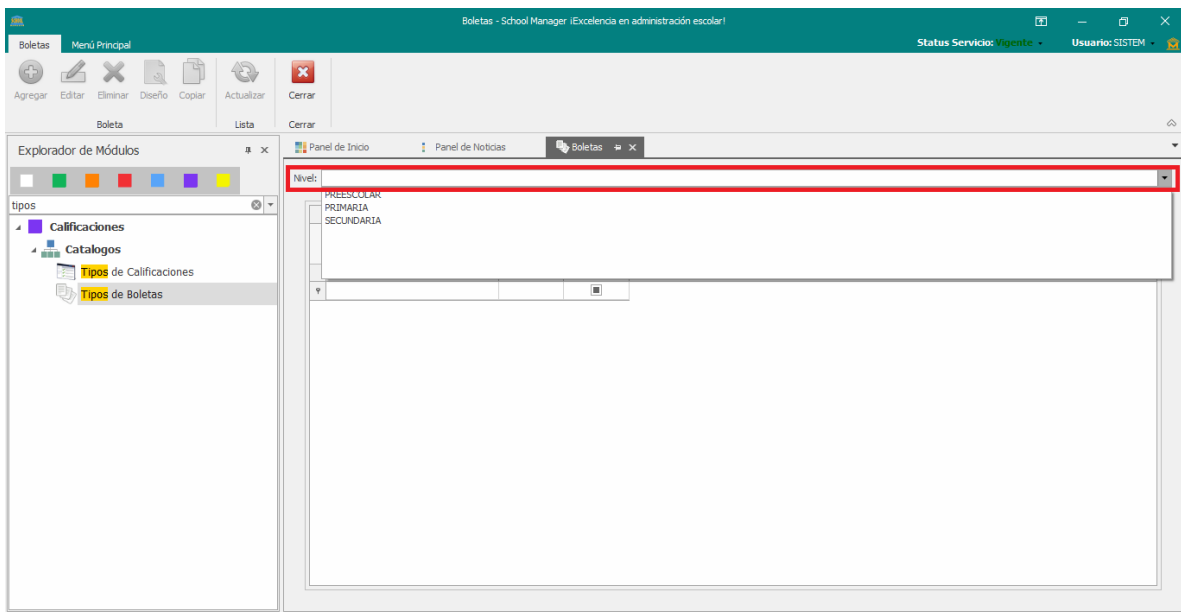 Boletas - School Manager ¡Excelencia en administración escolar!
Boletas Menú Principal Status Servicio: Vigente Usuario: SISTEM
Agregar Editar Eliminar Diseño Copiar Actualizar Cerrar
Boleta Lista Cerrar
Explorador de Módulos
Panel de Inicio Panel de Noticias Boletas
Nivel:
tipos
PREESCOLAR
PRIMARIA
SECUNDARIA
Calificaciones
Catalogos
Tipos de Calificaciones
Tipos de Boletas